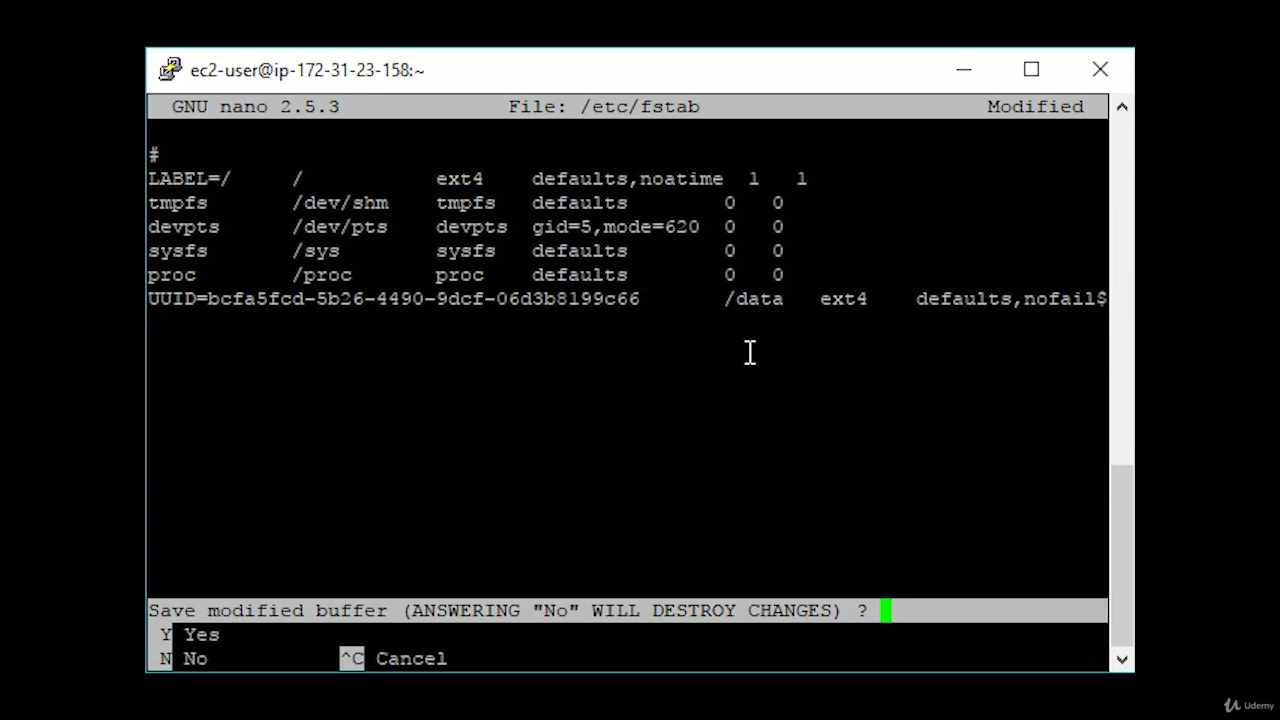 ec2-user@ip-172-31-23-158:~
GNU nano 2.5.3 File: /etc/fstab Modified
#
LABEL=/ / ext4 defaults,noatime 1 1
tmpfs /dev/shm tmpfs defaults 0 0
devpts /dev/pts devpts gid=5,mode=620 0 0
sysfs /sys sysfs defaults 0 0
proc /proc proc defaults 0 0
UUID=bcfa5fcd-5b26-4490-9dcf-06d3b8199c66 /data ext4 defaults,nofail$
Save modified buffer (ANSWERING "No" WILL DESTROY CHANGES) ?
Y Yes
N No ^C Cancel
Udemy